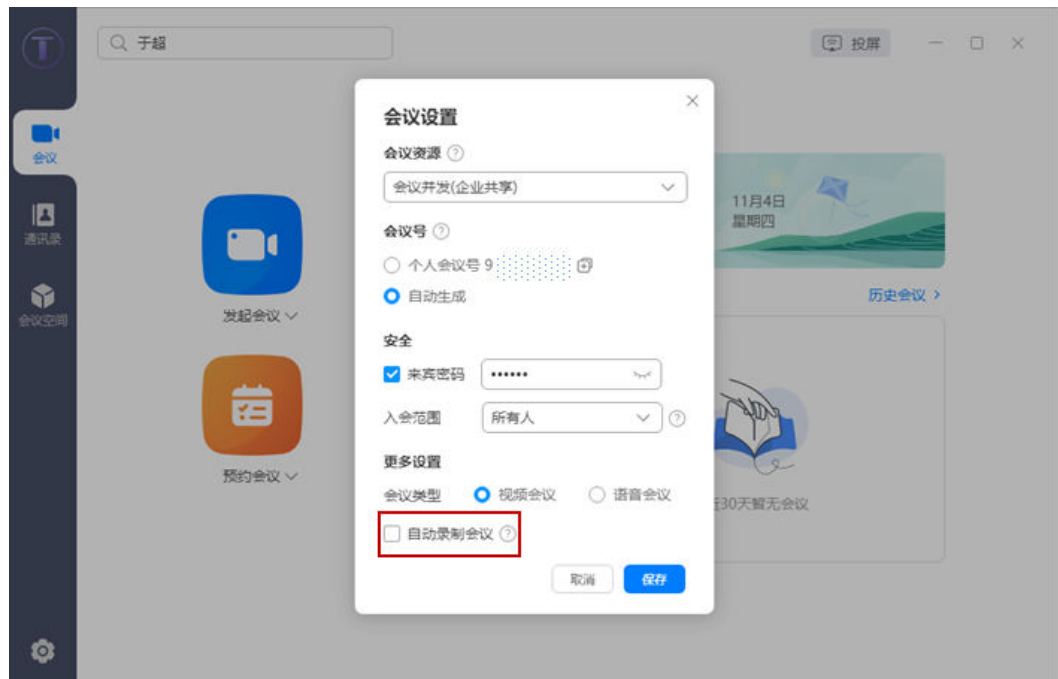 T
于超
投屏
会议
通讯录
会议空间
发起会议
预约会议
11月4日
星期四
历史会议
30天暂无会议
会议设置
会议资源
会议并发(企业共享)
会议号
个人会议号 9
自动生成
安全
来宾密码 ••••••
入会范围 所有人
更多设置
会议类型 视频会议 语音会议
自动录制会议
取消 保存